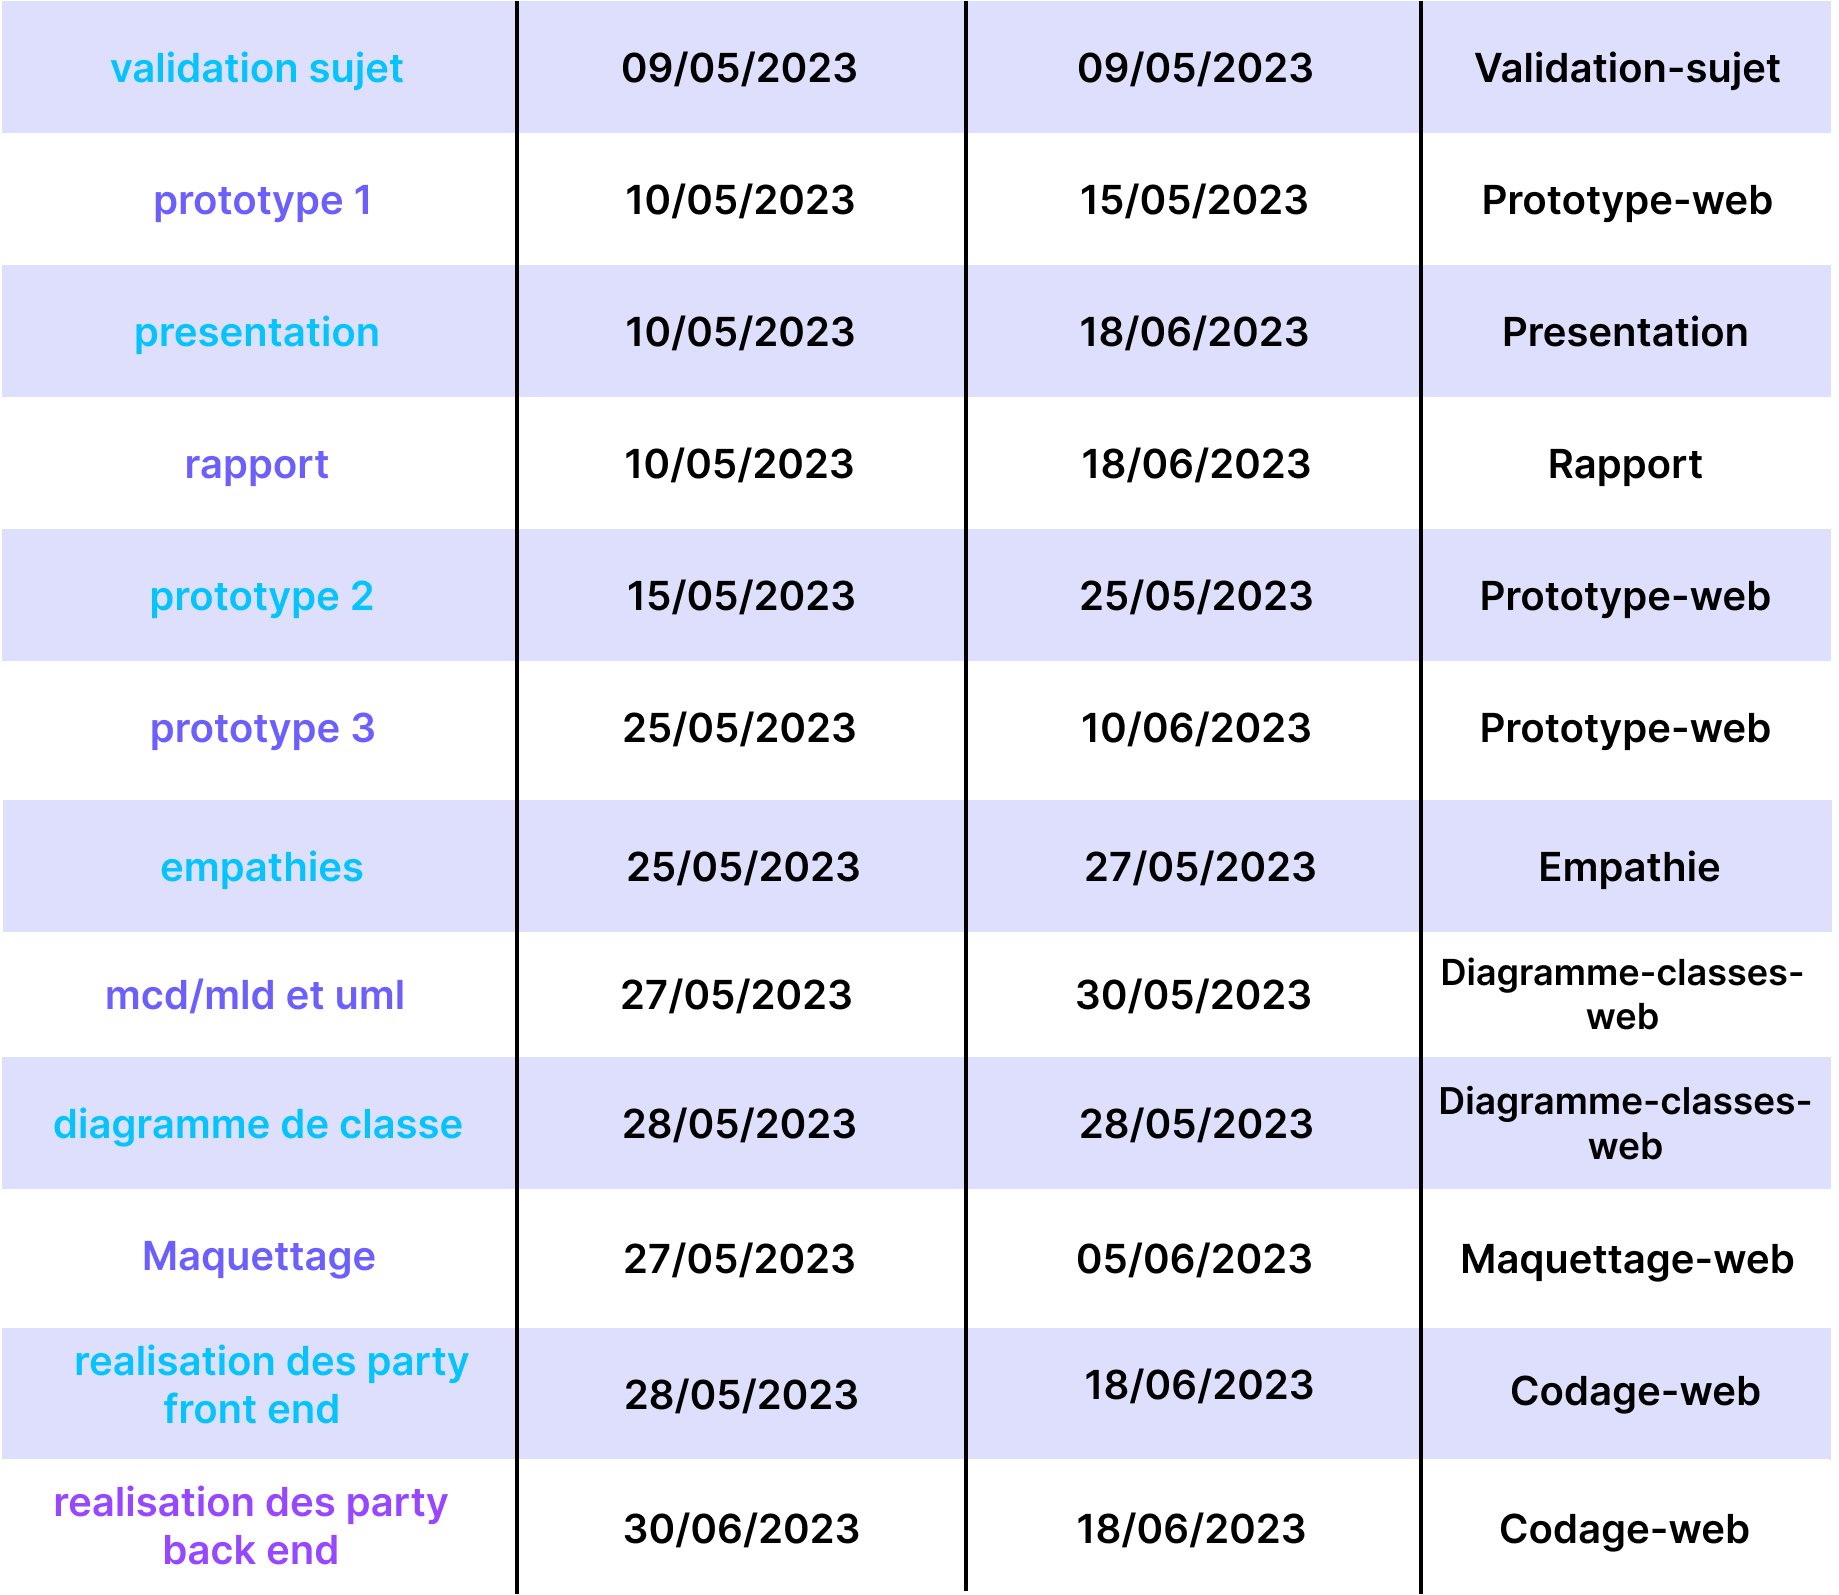 validation sujet 09/05/2023 09/05/2023 Validation-sujet
prototype 1 10/05/2023 15/05/2023 Prototype-web
presentation 10/05/2023 18/06/2023 Presentation
rapport 10/05/2023 18/06/2023 Rapport
prototype 2 15/05/2023 25/05/2023 Prototype-web
prototype 3 25/05/2023 10/06/2023 Prototype-web
empathies 25/05/2023 27/05/2023 Empathie
mcd/mld et uml 27/05/2023 30/05/2023 Diagramme-classes-
web
diagramme de classe 28/05/2023 28/05/2023 Diagramme-classes-
web
Maquettage 27/05/2023 05/06/2023 Maquettage-web
realisation des party
front end 28/05/2023 18/06/2023 Codage-web
realisation des party
back end 30/06/2023 18/06/2023 Codage-web